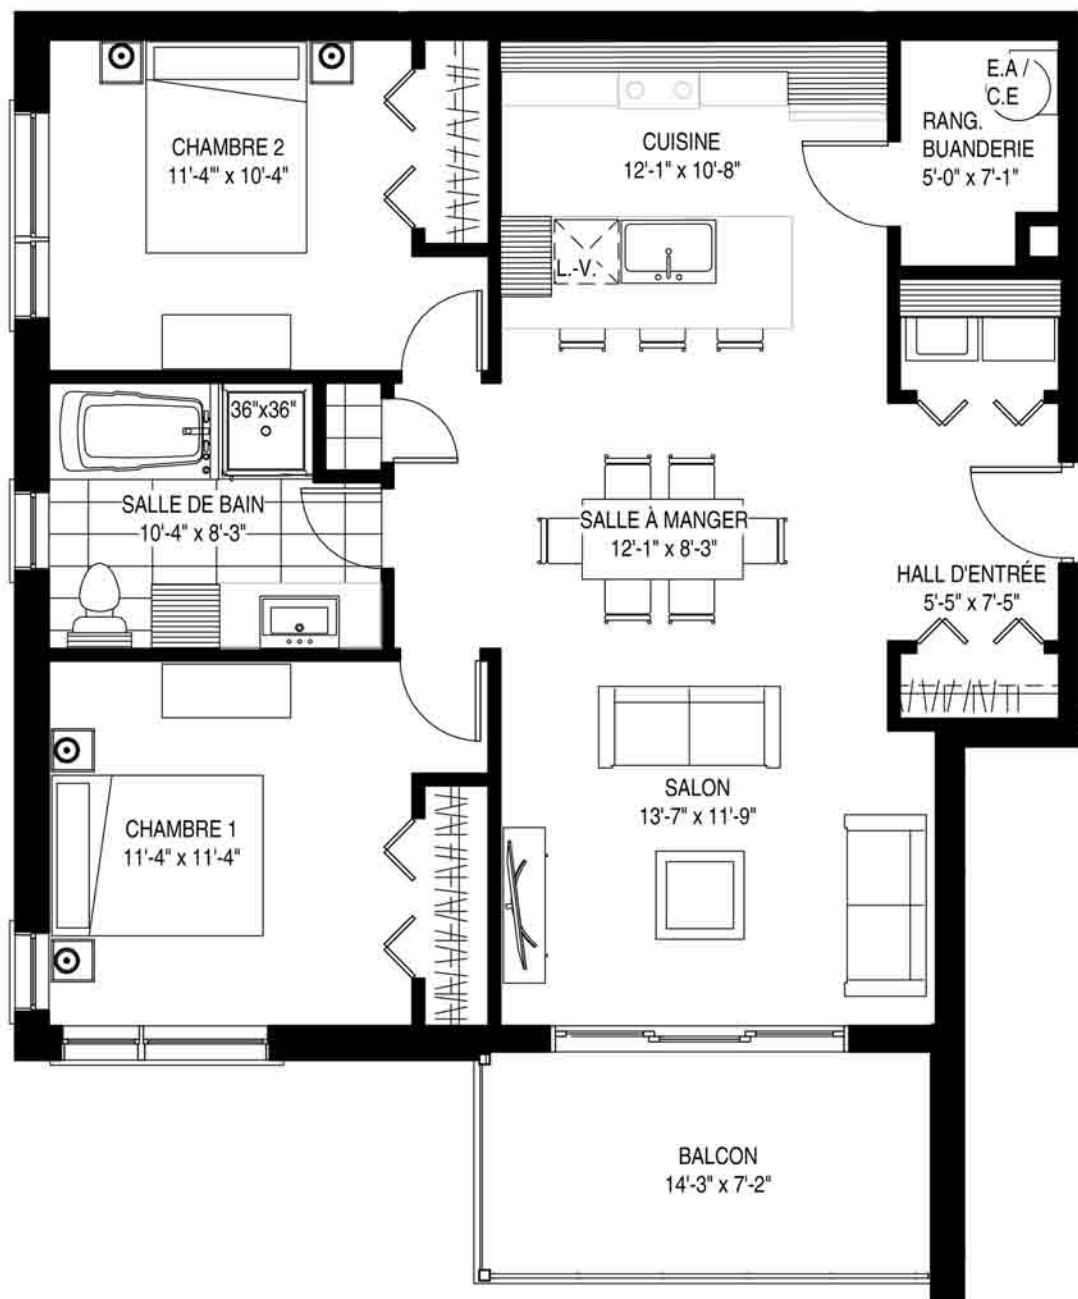 CHAMBRE 2
11'-4"' x 10'-4"
CUISINE
12'-1" x 10'-8"
E.A /
C.E
RANG.
BUANDERIE
5'-0" x 7'-1"
L.-V.
36"x36"
SALLE DE BAIN
10'-4" x 8'-3"
SALLE À MANGER
12'-1" x 8'-3"
HALL D'ENTRÉE
5'-5" x 7'-5"
SALON
13'-7" x 11'-9"
CHAMBRE 1
11'-4" x 11'-4"
BALCON
14'-3" x 7'-2"